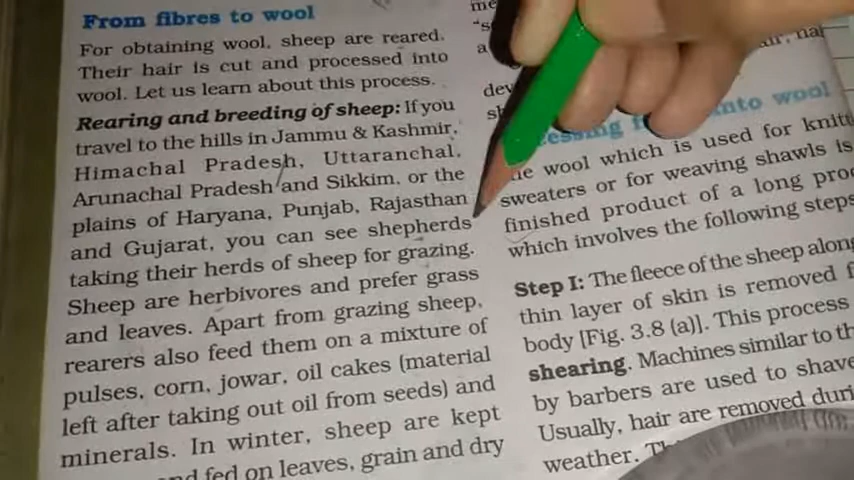 From fibres to wool
For obtaining wool, sheep are reared.
Their hair is cut and processed into
wool. Let us learn about this process.
Rearing and breeding of sheep: If you
travel to the hills in Jammu & Kashmir,
Himachal Pradesh, Uttaranchal,
Arunachal Pradesh and Sikkim, or the
plains of Haryana, Punjab, Rajasthan
and Gujarat, you can see shepherds
taking their herds of sheep for grazing.
Sheep are herbivores and prefer grass
and leaves. Apart from grazing sheep,
rearers also feed them on a mixture of
pulses, corn, jowar, oil cakes (material
left after taking out oil from seeds) and
minerals. In winter, sheep are kept
and fed on leaves, grain and dry
into wool
wool which is used for
sweaters or for weaving shawls is
finished product of a long
which involves the following steps
Step I: The fleece of the sheep along
thin layer of skin is removed
body [Fig. 3.8 (a)]. This process
shearing. Machines similar to
by barbers are used to shave
Usually, hair are removed
weather.